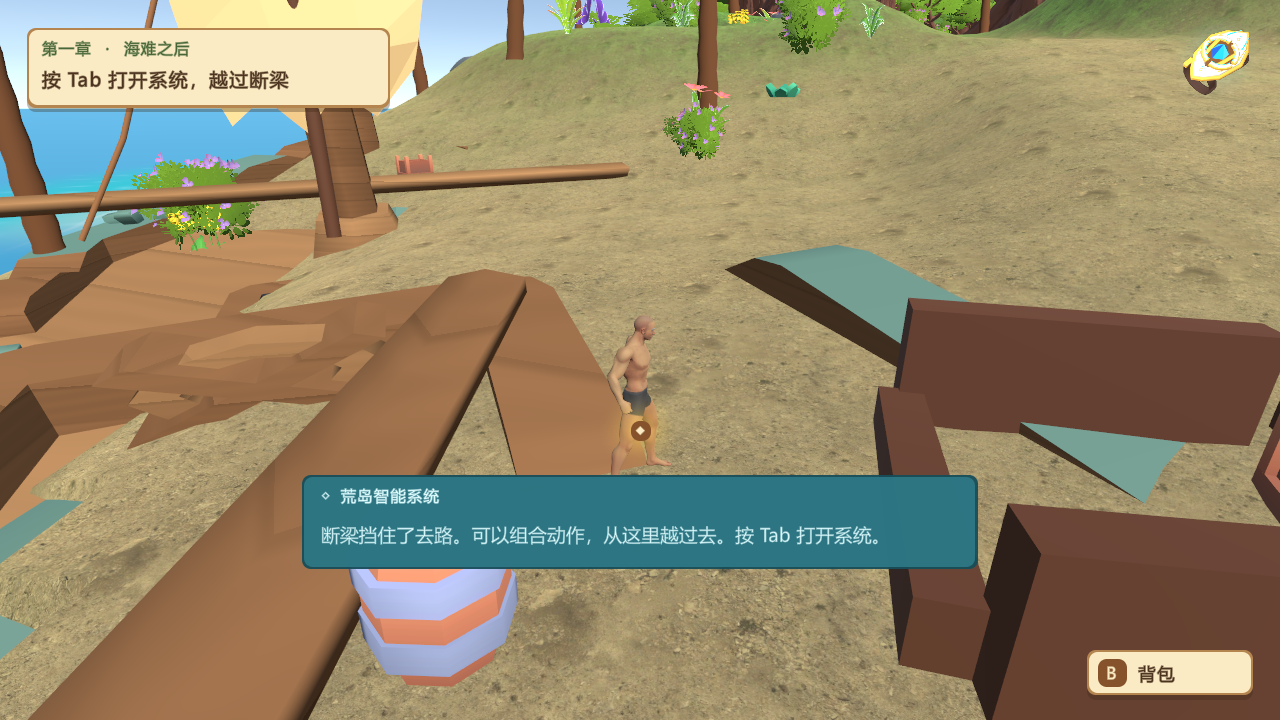 第一章 · 海难之后
按 Tab 打开系统，越过断梁
荒岛智能系统
断梁挡住了去路。可以组合动作，从这里越过去。按 Tab 打开系统。
B 背包